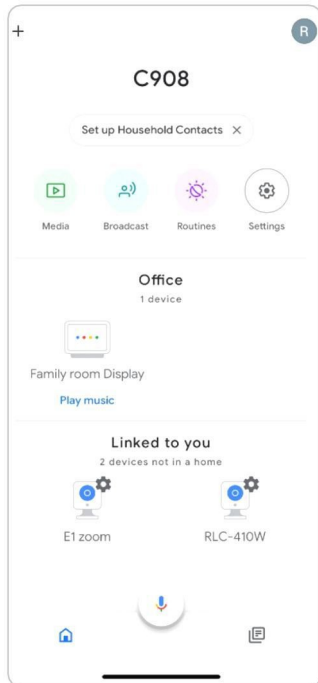 + R
C908
Set up Household Contacts ×
Media Broadcast Routines Settings
Office
1 device
Family room Display
Play music
Linked to you
2 devices not in a home
E1 zoom RLC-410W